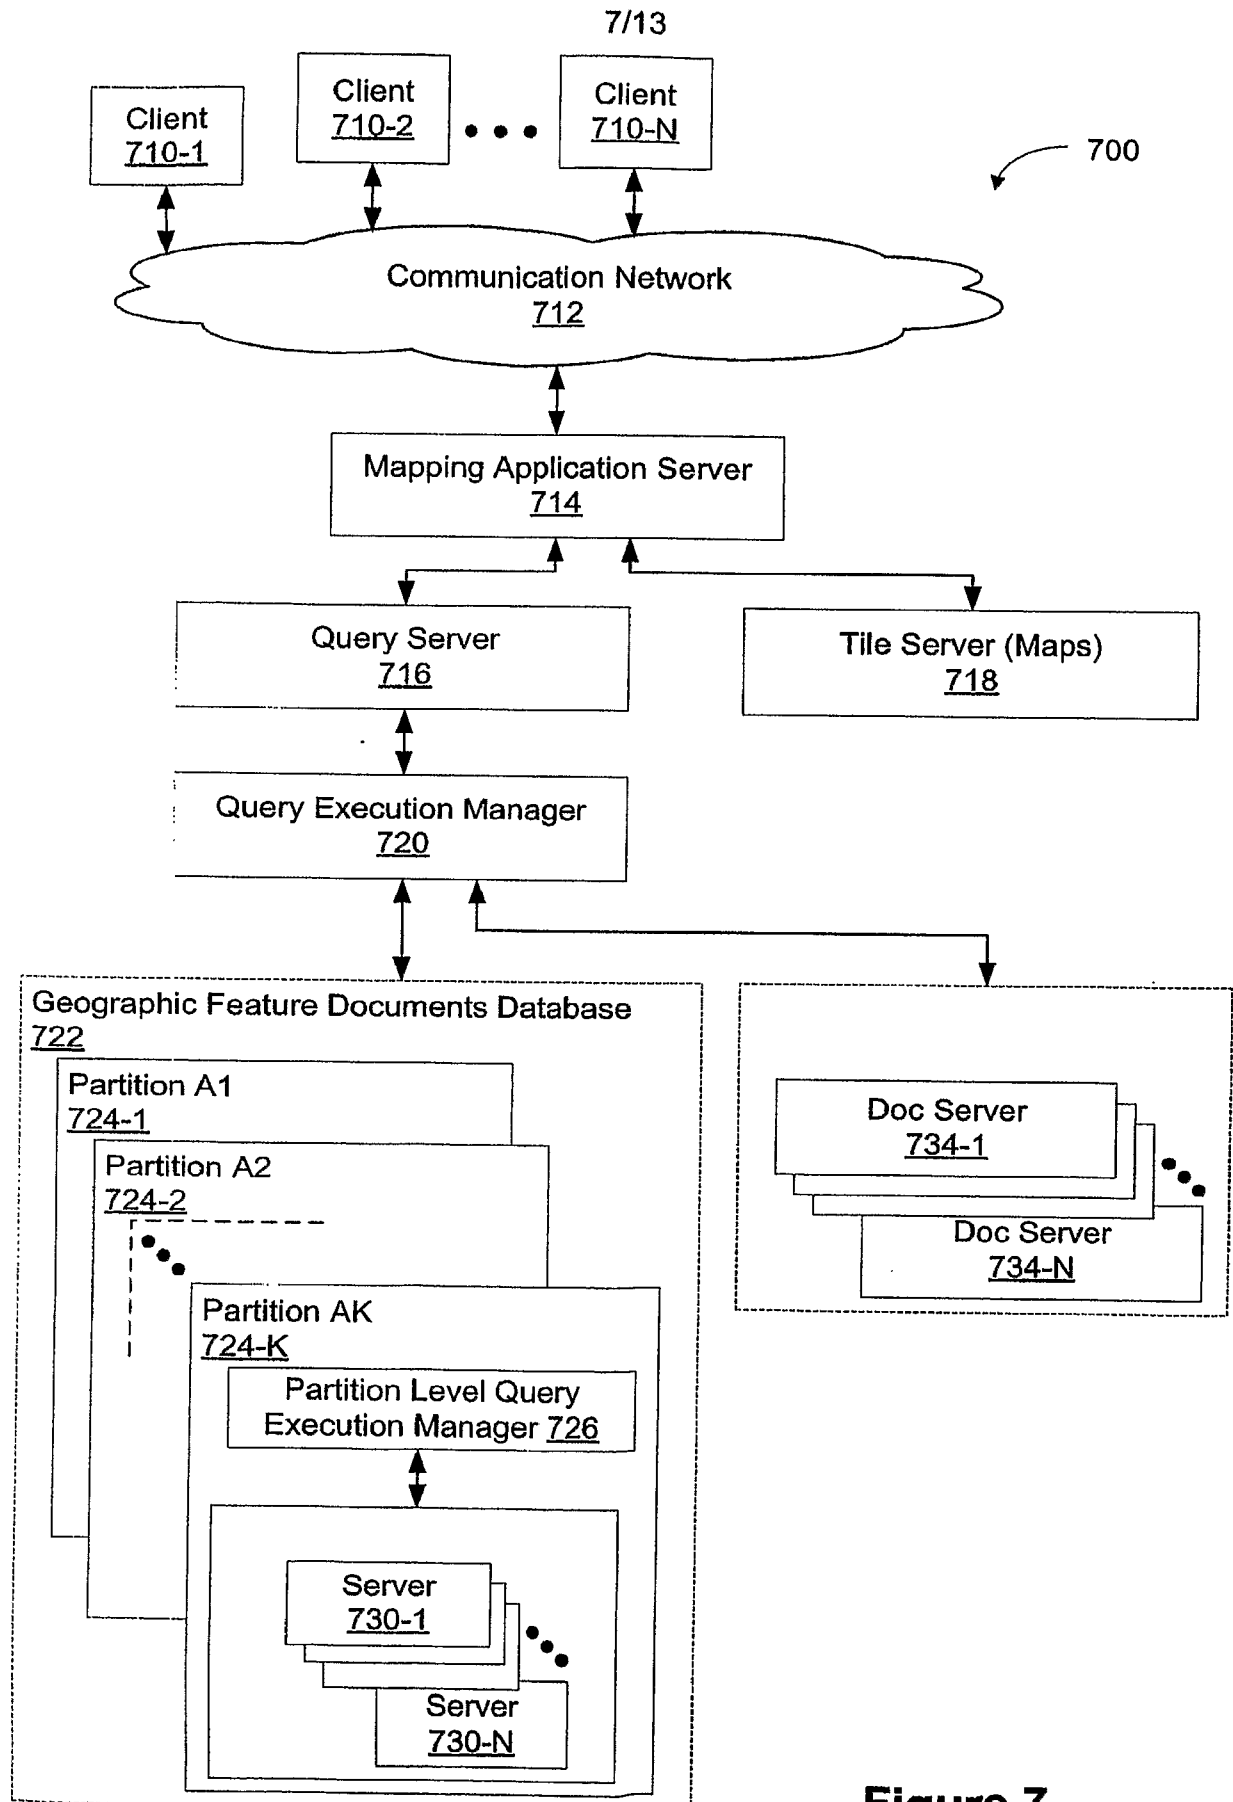 7/13
Client
710-1
Client
710-2
Client
710-N
700
Communication Network
712
Mapping Application Server
714
Query Server
716
Tile Server (Maps)
718
Query Execution Manager
720
Geographic Feature Documents Database
722
Partition A1
724-1
Partition A2
724-2
Partition AK
724-K
Partition Level Query
Execution Manager 726
Server
730-1
Server
730-N
Doc Server
734-1
Doc Server
734-N
Figure 7